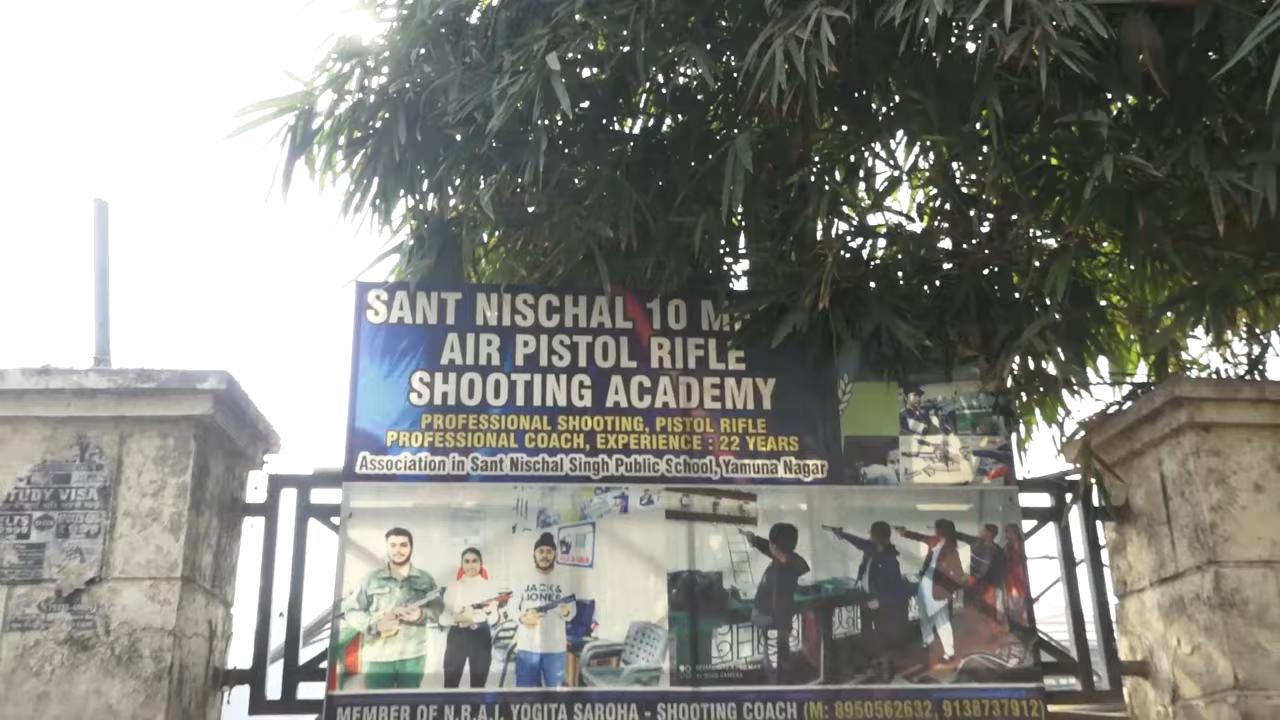 SANT NISCHAL 10 M
AIR PISTOL RIFLE
SHOOTING ACADEMY
PROFESSIONAL SHOOTING, PISTOL RIFLE
PROFESSIONAL COACH, EXPERIENCE : 22 YEARS
Association in Sant Nischal Singh Public School, Yamuna Nagar
STUDY VISA
JACK &
JONES
MEMBER OF N.R.A.I. YOGITA SAROHA - SHOOTING COACH (M: 8950562632, 9138737912)